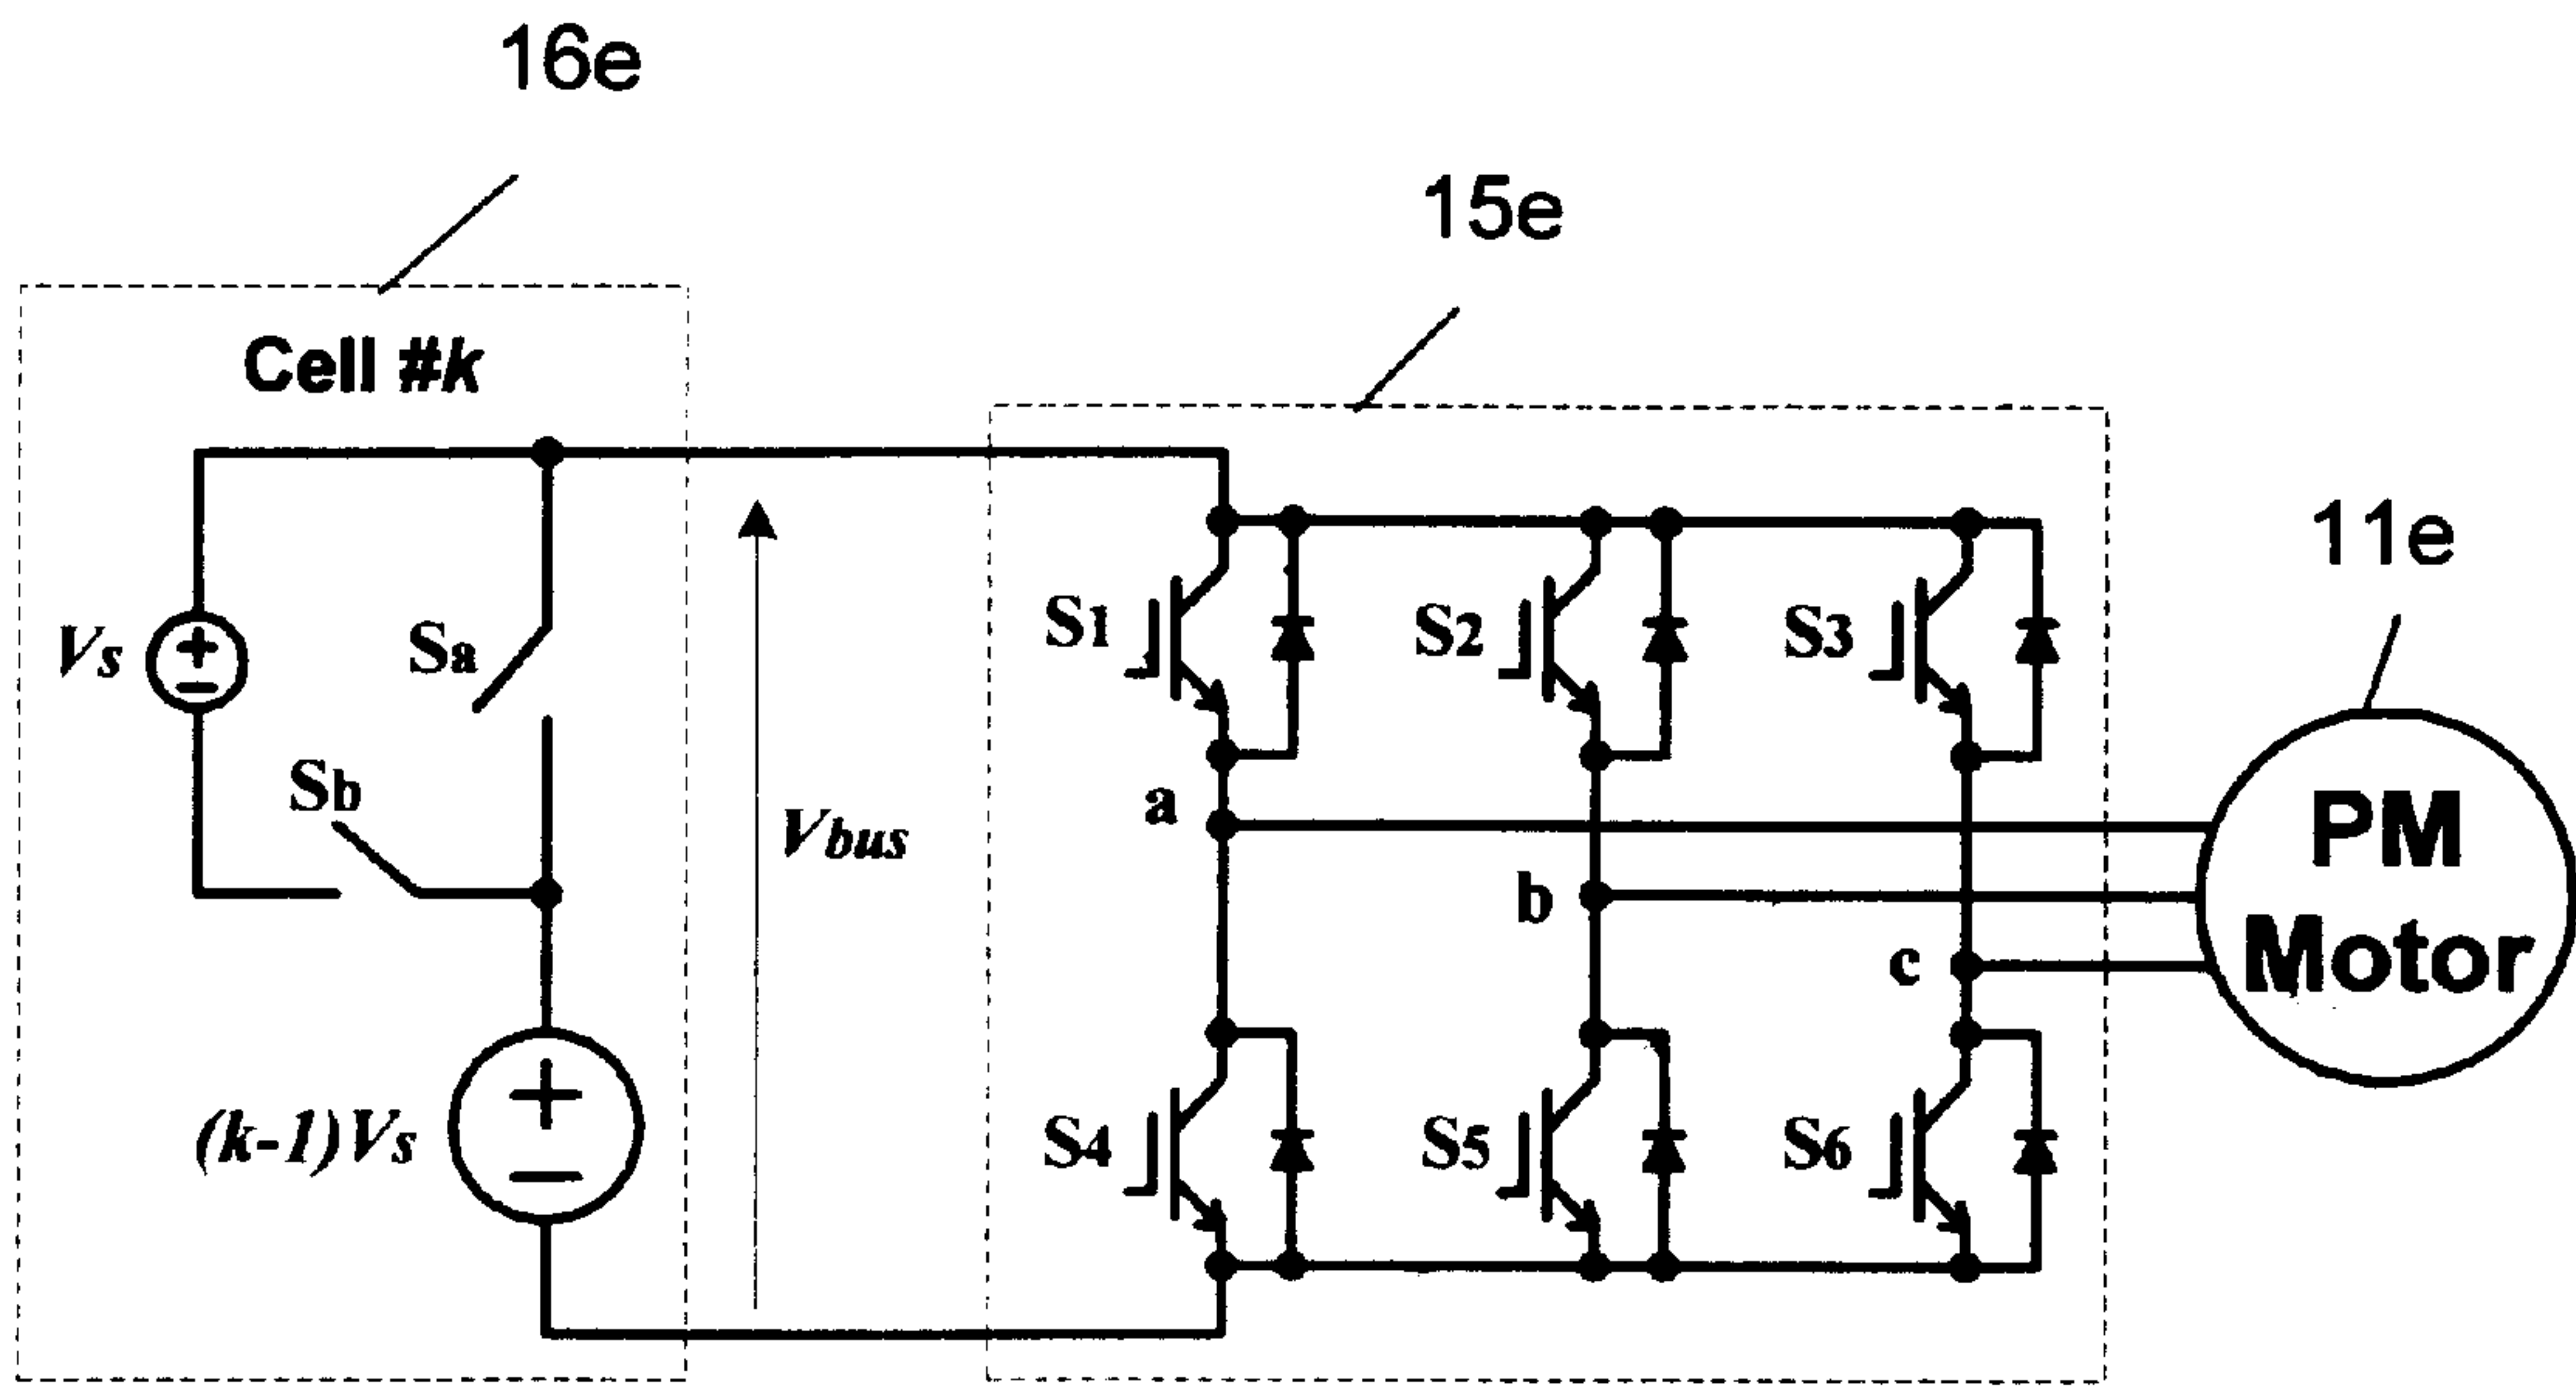 16e
15e
11e
Cell #k
Vs
+
−
Sa
Sb
Vbus
(k-1)Vs
+
−
S1
S2
S3
a
b
c
S4
S5
S6
PM
Motor